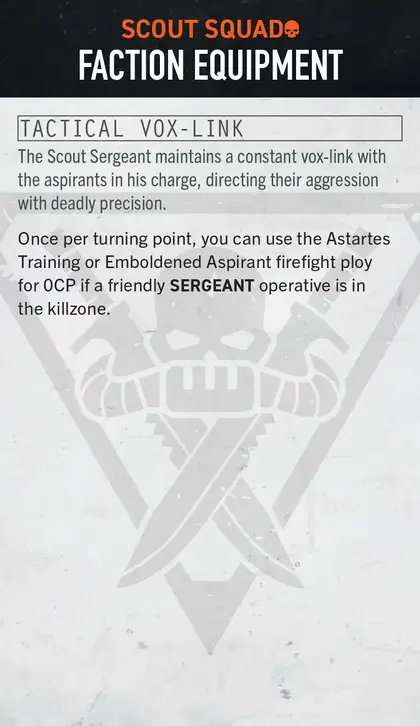 SCOUT SQUAD
FACTION EQUIPMENT
TACTICAL VOX-LINK
The Scout Sergeant maintains a constant vox-link with
the aspirants in his charge, directing their aggression
with deadly precision.
Once per turning point, you can use the Astartes
Training or Emboldened Aspirant firefight ploy
for 0CP if a friendly SERGEANT operative is in
the killzone.